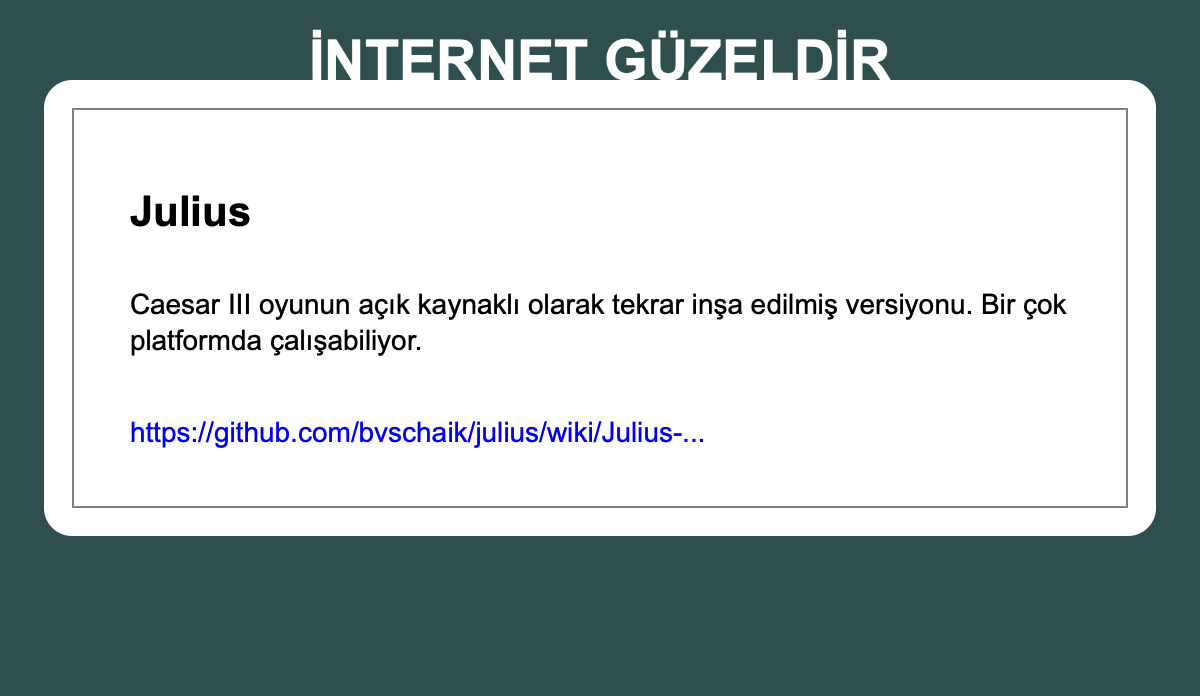 İNTERNET GÜZELDİR
Julius
Caesar III oyunun açık kaynaklı olarak tekrar inşa edilmiş versiyonu. Bir çok
platformda çalışabiliyor.
https://github.com/bvschaik/julius/wiki/Julius-...